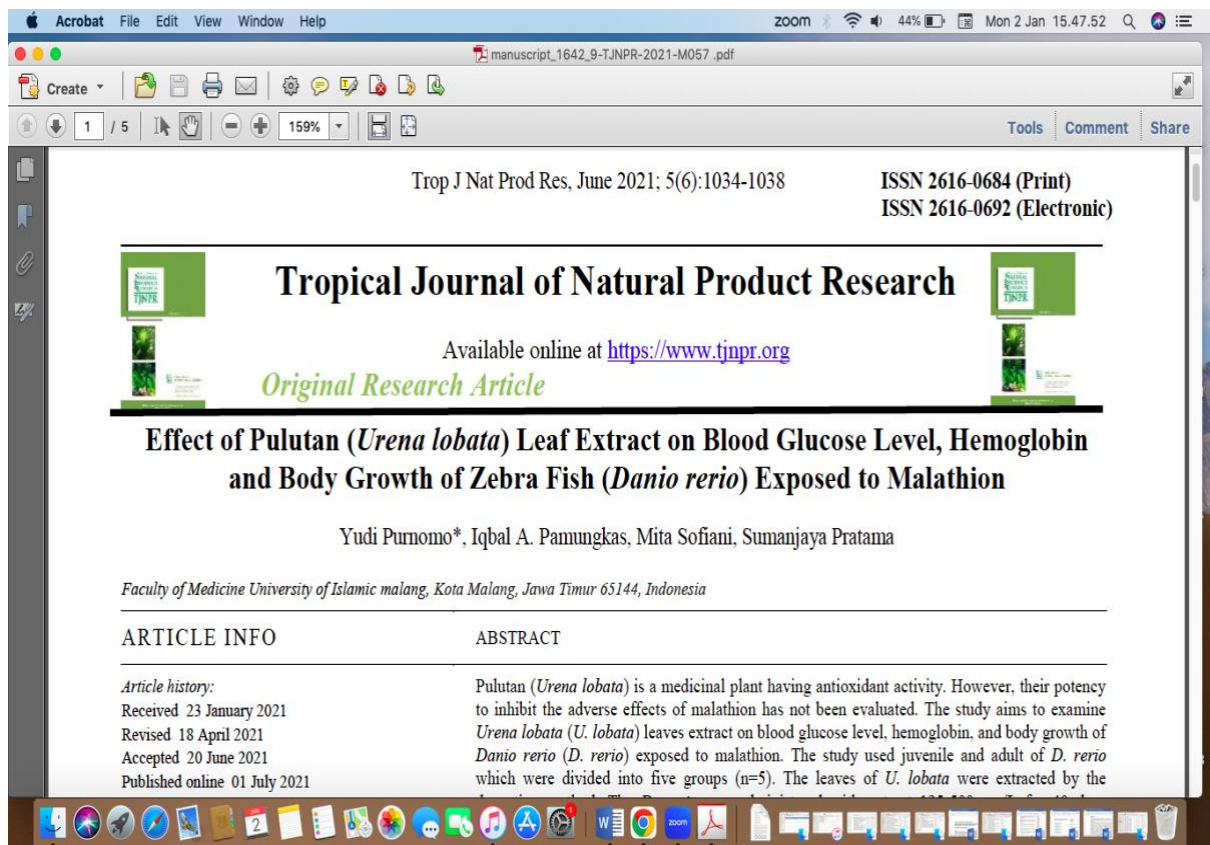 Acrobat File Edit View Window Help zoom 44% Mon 2 Jan 15.47.52
manuscript_1642_9-TJNPR-2021-M057 .pdf
Create
1 / 5 159% Tools Comment Share
Trop J Nat Prod Res, June 2021; 5(6):1034-1038 ISSN 2616-0684 (Print)
ISSN 2616-0692 (Electronic)
Tropical Journal of Natural Product Research
Available online at https://www.tjnpr.org
Original Research Article
Effect of Pulutan (Urena lobata) Leaf Extract on Blood Glucose Level, Hemoglobin
and Body Growth of Zebra Fish (Danio rerio) Exposed to Malathion
Yudi Purnomo*, Iqbal A. Pamungkas, Mita Sofiani, Sumanjaya Pratama
Faculty of Medicine University of Islamic malang, Kota Malang, Jawa Timur 65144, Indonesia
ARTICLE INFO ABSTRACT
Article history: Pulutan (Urena lobata) is a medicinal plant having antioxidant activity. However, their potency
Received 23 January 2021 to inhibit the adverse effects of malathion has not been evaluated. The study aims to examine
Revised 18 April 2021 Urena lobata (U. lobata) leaves extract on blood glucose level, hemoglobin, and body growth of
Accepted 20 June 2021 Danio rerio (D. rerio) exposed to malathion. The study used juvenile and adult of D. rerio
Published online 01 July 2021 which were divided into five groups (n=5). The leaves of U. lobata were extracted by the
2 zoom